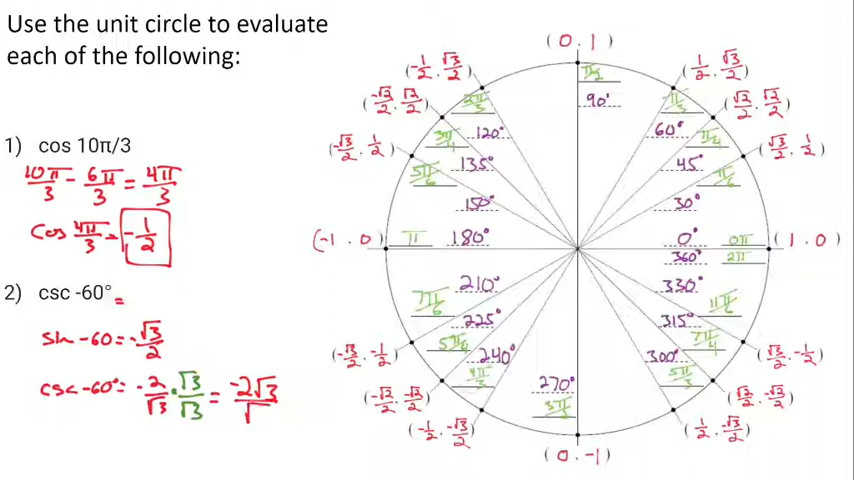 Use the unit circle to evaluate
each of the following:
1) cos 10π/3
10π/3 - 6π/3 = 4π/3
cos 4π/3 = -1/2
2) csc -60° =
sin -60 = -√3/2
csc -60° = -2/√3 · √3/√3 = -2√3/√
(0, 1)
π/2
90°
(-1/2, √3/2)
2π/3
120°
(-√2/2, √2/2)
3π/4
135°
(-√3/2, 1/2)
5π/6
150°
(-1, 0)
π
180°
210°
7π/6
(-√3/2, -1/2)
225°
5π/4
(-√2/2, -√2/2)
240°
4π/3
(-1/2, -√3/2)
270°
3π/2
(0, -1)
(1/2, √3/2)
π/3
60°
(√2/2, √2/2)
π/4
45°
(√3/2, 1/2)
π/6
30°
0° 0π (1, 0)
360° 2π
330°
11π/6
(√3/2, -1/2)
315°
7π/4
(√2/2, -√2/2)
300°
5π/3
(1/2, -√3/2)